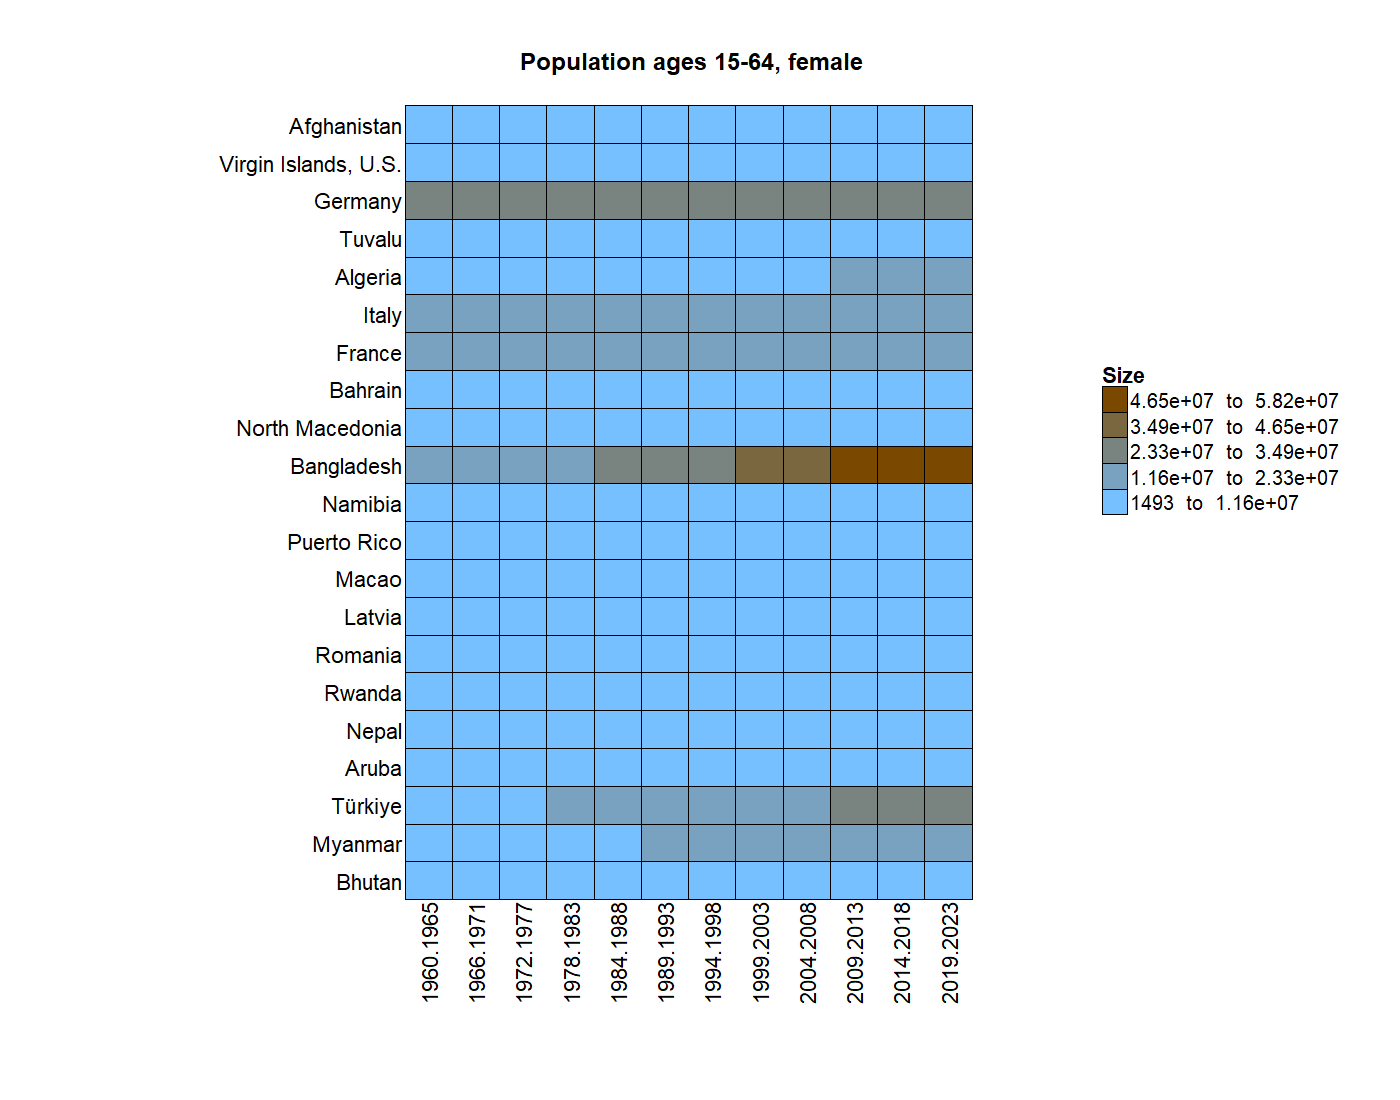 Population ages 15-64, female
Afghanistan
Virgin Islands, U.S.
Germany
Tuvalu
Algeria
Italy
France
Bahrain
North Macedonia
Bangladesh
Namibia
Puerto Rico
Macao
Latvia
Romania
Rwanda
Nepal
Aruba
Türkiye
Myanmar
Bhutan
1960.1965
1966.1971
1972.1977
1978.1983
1984.1988
1989.1993
1994.1998
1999.2003
2004.2008
2009.2013
2014.2018
2019.2023
Size
4.65e+07 to 5.82e+07
3.49e+07 to 4.65e+07
2.33e+07 to 3.49e+07
1.16e+07 to 2.33e+07
1493 to 1.16e+07